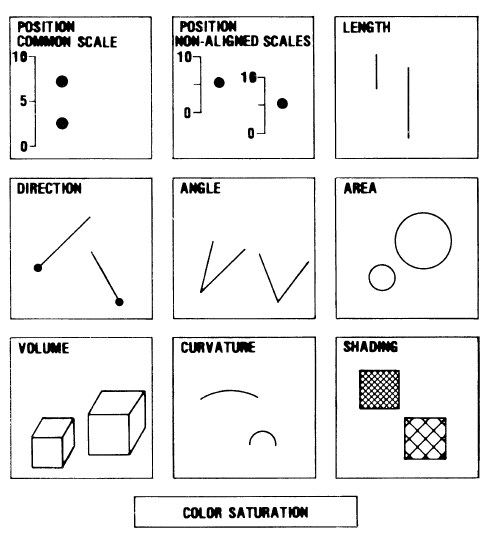 POSITION
COMMON SCALE
10
5
0
POSITION
NON-ALIGNED SCALES
10
0
10
0
LENGTH
DIRECTION
ANGLE
AREA
VOLUME
CURVATURE
SHADING
COLOR SATURATION